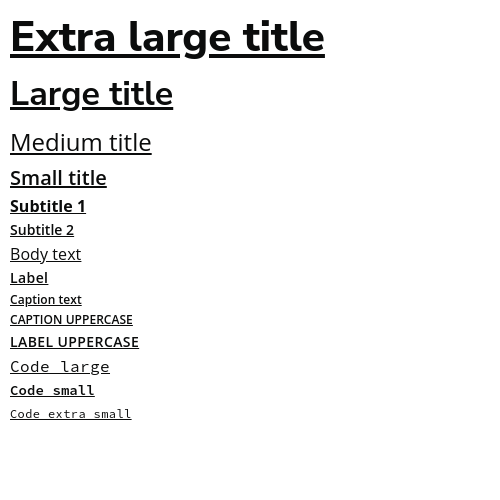 Extra large title
Large title
Medium title
Small title
Subtitle 1
Subtitle 2
Body text
Label
Caption text
CAPTION UPPERCASE
LABEL UPPERCASE
Code large
Code small
Code extra small